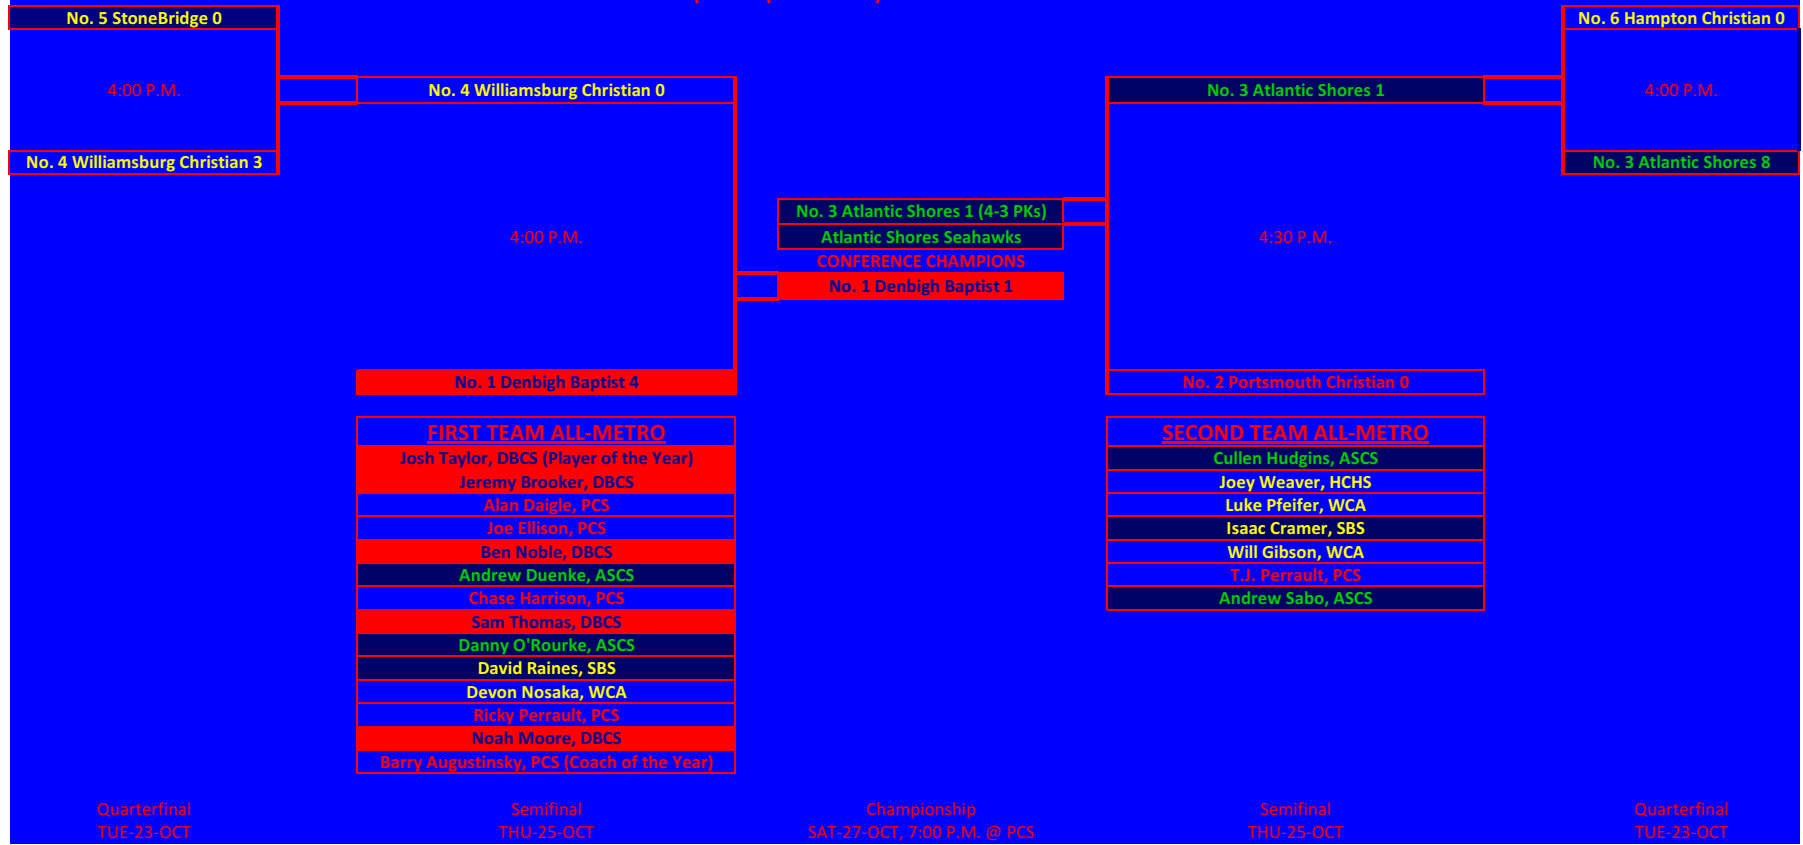 No. 5 StoneBridge 0
No. 6 Hampton Christian 0
4:00 P.M.
No. 4 Williamsburg Christian 0
No. 3 Atlantic Shores 1
4:00 P.M.
No. 4 Williamsburg Christian 3
No. 3 Atlantic Shores 8
No. 3 Atlantic Shores 1 (4-3 PKs)
4:00 P.M.
Atlantic Shores Seahawks
4:30 P.M.
CONFERENCE CHAMPIONS
No. 1 Denbigh Baptist 1
No. 1 Denbigh Baptist 4
No. 2 Portsmouth Christian 0
FIRST TEAM ALL-METRO
Josh Taylor, DBCS (Player of the Year)
Jeremy Brooker, DBCS
Alan Daigle, PCS
Joe Ellison, PCS
Ben Noble, DBCS
Andrew Duenke, ASCS
Chase Harrison, PCS
Sam Thomas, DBCS
Danny O'Rourke, ASCS
David Raines, SBS
Devon Nosaka, WCA
Ricky Perrault, PCS
Noah Moore, DBCS
Barry Augustinsky, PCS (Coach of the Year)
SECOND TEAM ALL-METRO
Cullen Hudgins, ASCS
Joey Weaver, HCHS
Luke Pfeifer, WCA
Isaac Cramer, SBS
Will Gibson, WCA
T.J. Perrault, PCS
Andrew Sabo, ASCS
Quarterfinal
TUE-23-OCT
Semifinal
THU-25-OCT
Championship
SAT-27-OCT, 7:00 P.M. @ PCS
Semifinal
THU-25-OCT
Quarterfinal
TUE-23-OCT